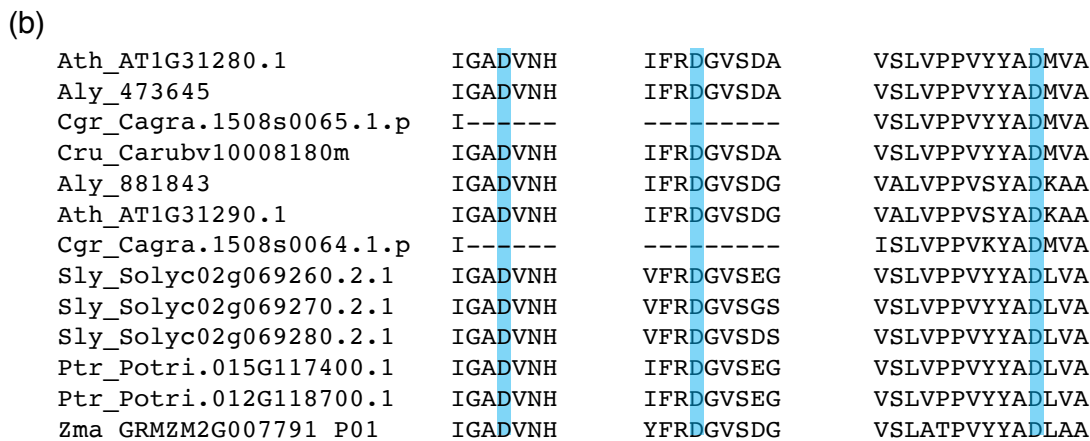 (b)
Ath_AT1G31280.1 IGADVNH IFRDGVSDA VSLVPPVYYADMVA
Aly_473645 IGADVNH IFRDGVSDA VSLVPPVYYADMVA
Cgr_Cagra.1508s0065.1.p I------ --------- VSLVPPVYYADMVA
Cru_Carubv10008180m IGADVNH IFRDGVSDA VSLVPPVYYADMVA
Aly_881843 IGADVNH IFRDGVSDG VALVPPVSYADKAA
Ath_AT1G31290.1 IGADVNH IFRDGVSDG VALVPPVSYADKAA
Cgr_Cagra.1508s0064.1.p I------ --------- ISLVPPVKYADMVA
Sly_Solyc02g069260.2.1 IGADVNH VFRDGVSEG VSLVPPVYYADLVA
Sly_Solyc02g069270.2.1 IGADVNH VFRDGVSGS VSLVPPVYYADLVA
Sly_Solyc02g069280.2.1 IGADVNH VFRDGVSDS VSLVPPVYYADLVA
Ptr_Potri.015G117400.1 IGADVNH IFRDGVSEG VSLVPPVYYADLVA
Ptr_Potri.012G118700.1 IGADVNH IFRDGVSEG VSLVPPVYYADLVA
Zma_GRMZM2G007791_P01 IGADVNH YFRDGVSDG VSLATPVYYADLAA